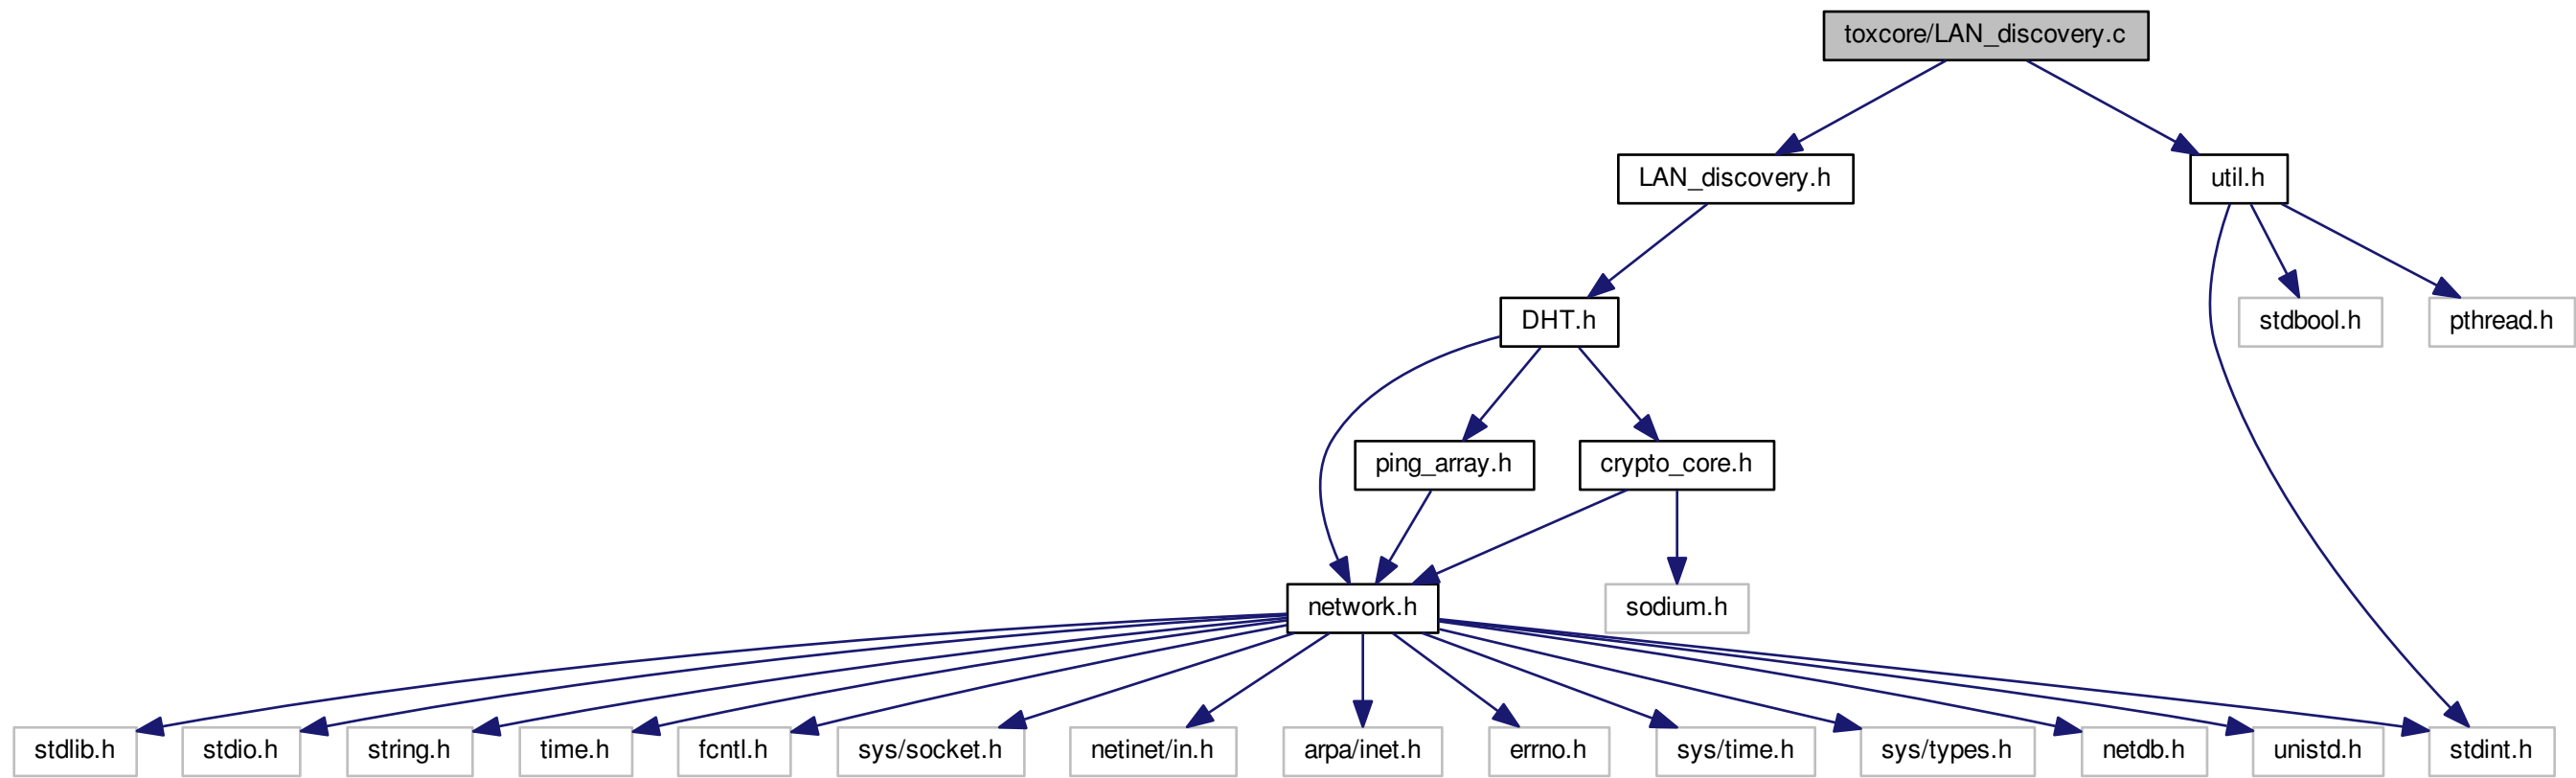 toxcore/LAN_discovery.c
LAN_discovery.h
util.h
DHT.h
stdbool.h
pthread.h
ping_array.h
crypto_core.h
network.h
sodium.h
stdlib.h
stdio.h
string.h
time.h
fcntl.h
sys/socket.h
netinet/in.h
arpa/inet.h
errno.h
sys/time.h
sys/types.h
netdb.h
unistd.h
stdint.h